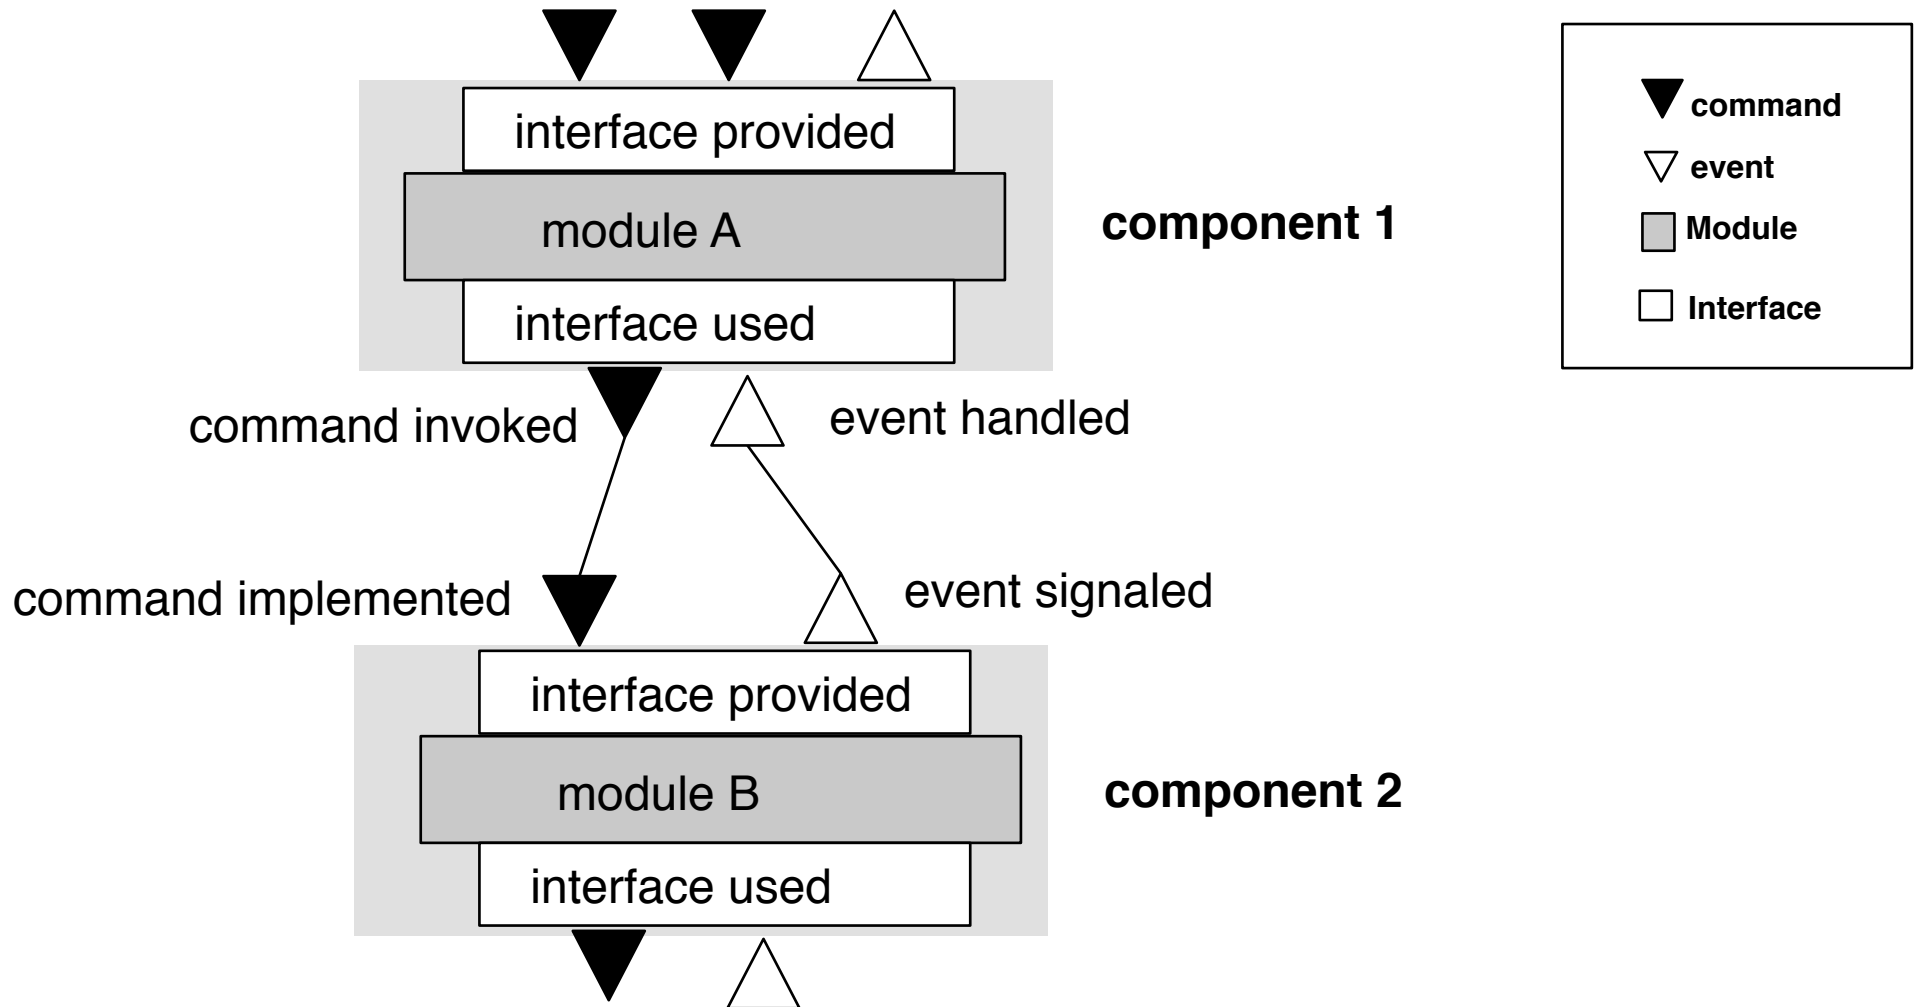 interface provided
module A
interface used
component 1
command
event
Module
Interface
command invoked
event handled
command implemented
event signaled
interface provided
module B
interface used
component 2